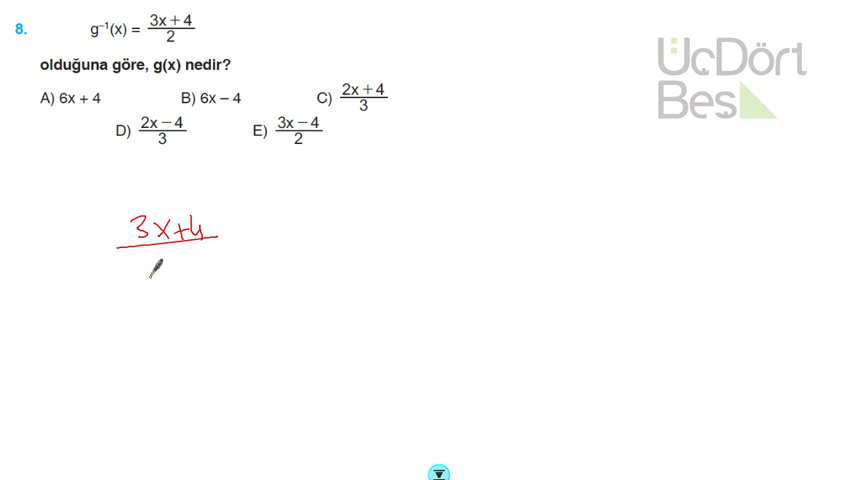 8. g⁻¹(x) = (3x + 4)/2
olduğuna göre, g(x) nedir?
A) 6x + 4 B) 6x – 4 C) (2x + 4)/3
D) (2x – 4)/3 E) (3x – 4)/2
3x+4
ÜçDört
Beş